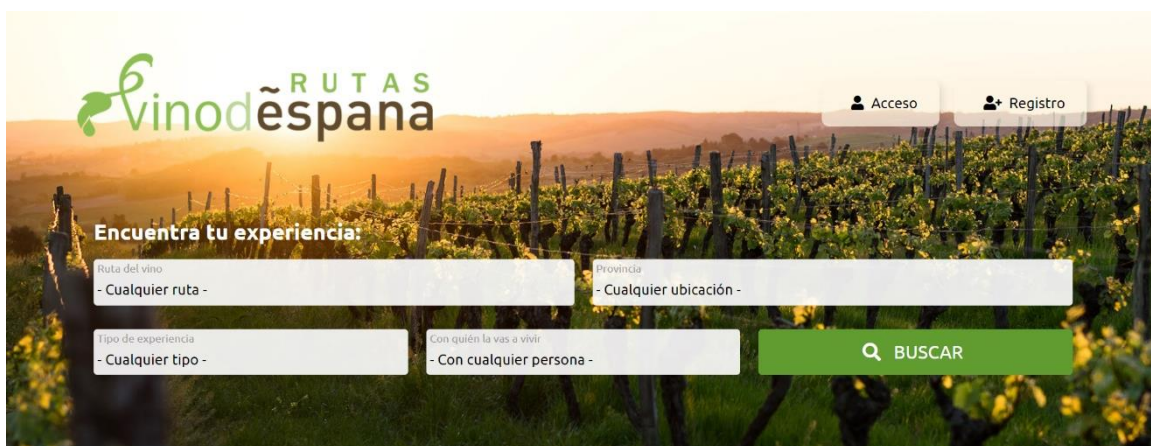 RUTAS
vinodẽspana
Acceso
Registro
Encuentra tu experiencia:
Ruta del vino
- Cualquier ruta -
Provincia
- Cualquier ubicación -
Tipo de experiencia
- Cualquier tipo -
Con quién la vas a vivir
- Con cualquier persona -
BUSCAR